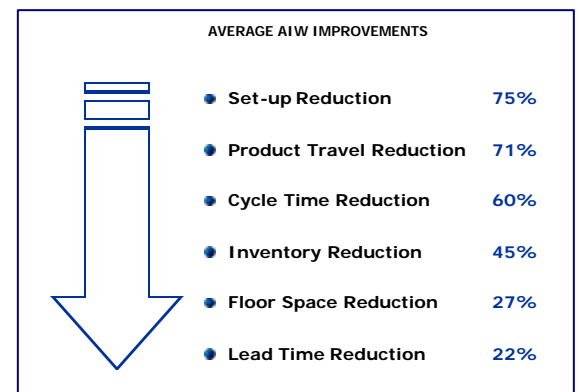 AVERAGE AIW IMPROVEMENTS
Set-up Reduction 75%
Product Travel Reduction 71%
Cycle Time Reduction 60%
Inventory Reduction 45%
Floor Space Reduction 27%
Lead Time Reduction 22%